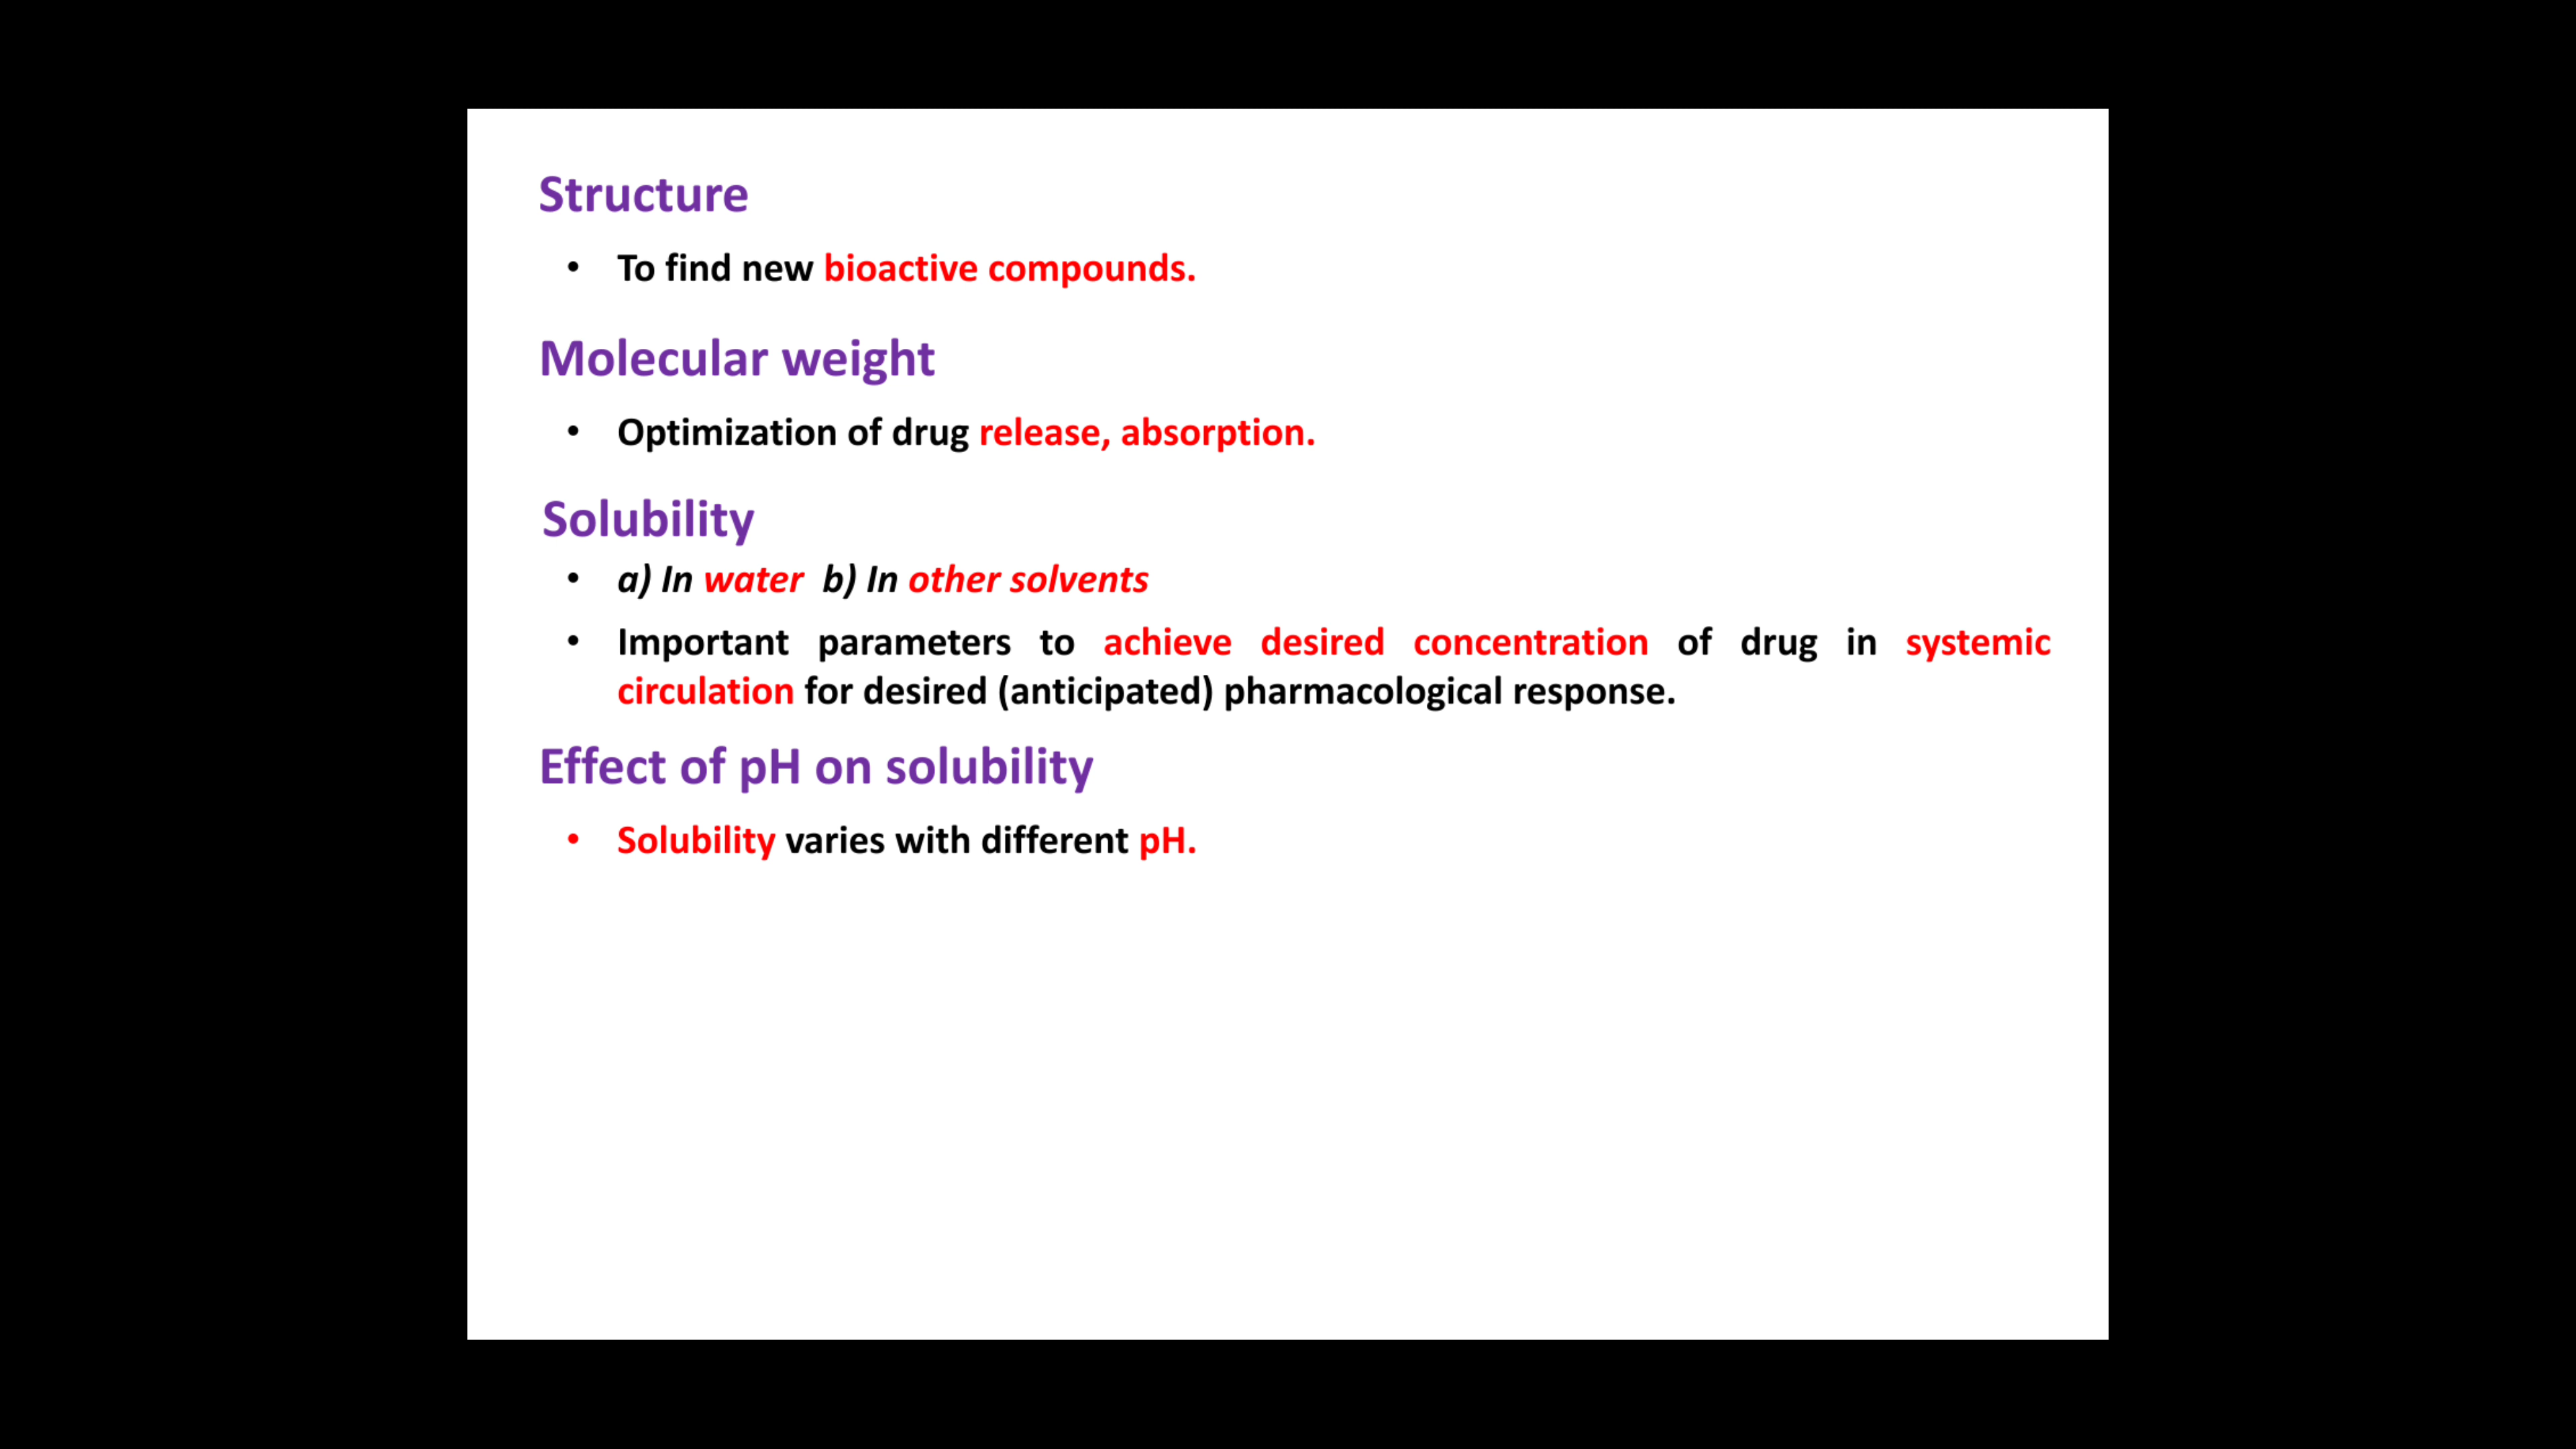 Structure
• To find new bioactive compounds.
Molecular weight
• Optimization of drug release, absorption.
Solubility
• a) In water  b) In other solvents
• Important parameters to achieve desired concentration of drug in systemic
circulation for desired (anticipated) pharmacological response.
Effect of pH on solubility
• Solubility varies with different pH.